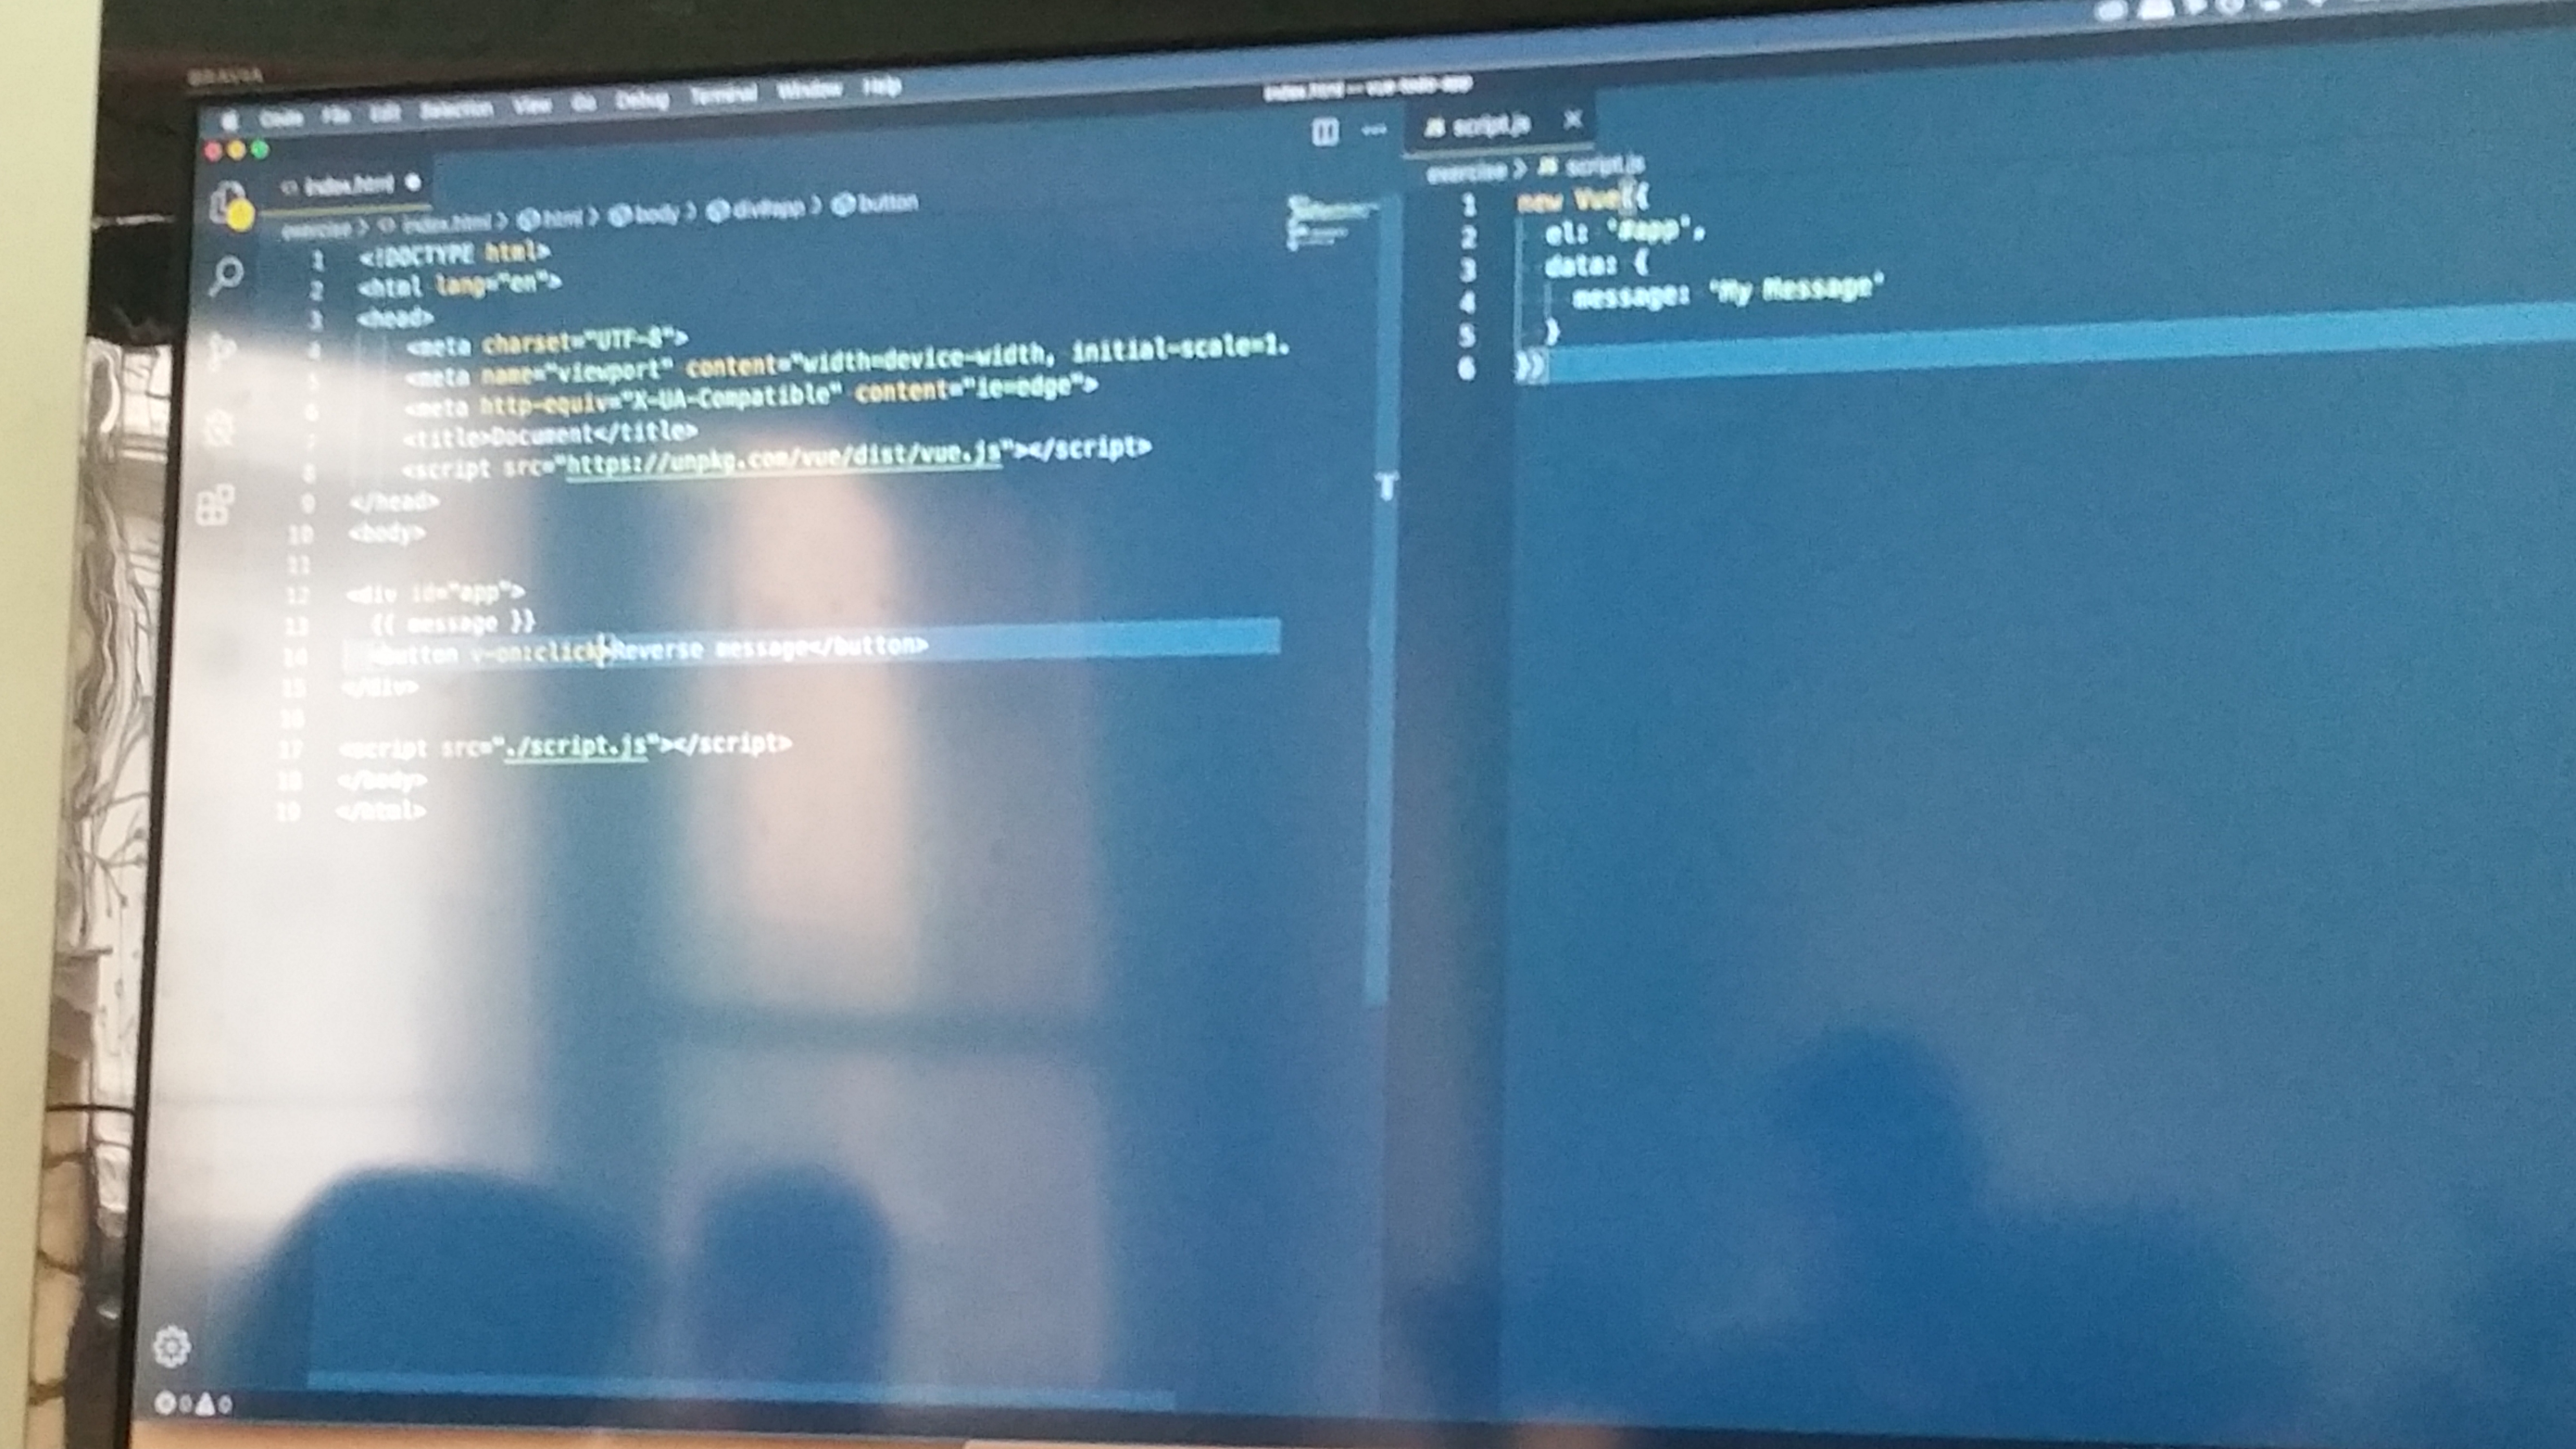 BRAVIA
Code File Edit Selection View Go Debug Terminal Window Help
index.html — vue-todo-app
index.html
exercise > index.html > html > body > div#app > button
1 <!DOCTYPE html>
2 <html lang="en">
3 <head>
4 <meta charset="UTF-8">
5 <meta name="viewport" content="width=device-width, initial-scale=1.
6 <meta http-equiv="X-UA-Compatible" content="ie=edge">
7 <title>Document</title>
8 <script src="https://unpkg.com/vue/dist/vue.js"></script>
9 </head>
10 <body>
11
12 <div id="app">
13 {{ message }}
14 <button v-on:click>Reverse message</button>
15 </div>
16
17 <script src="./script.js"></script>
18 </body>
19 </html>
0 0
JS script.js ×
exercise > JS script.js
1 new Vue({
2 el: '#app',
3 data: {
4 message: 'My Message'
5 }
6 })